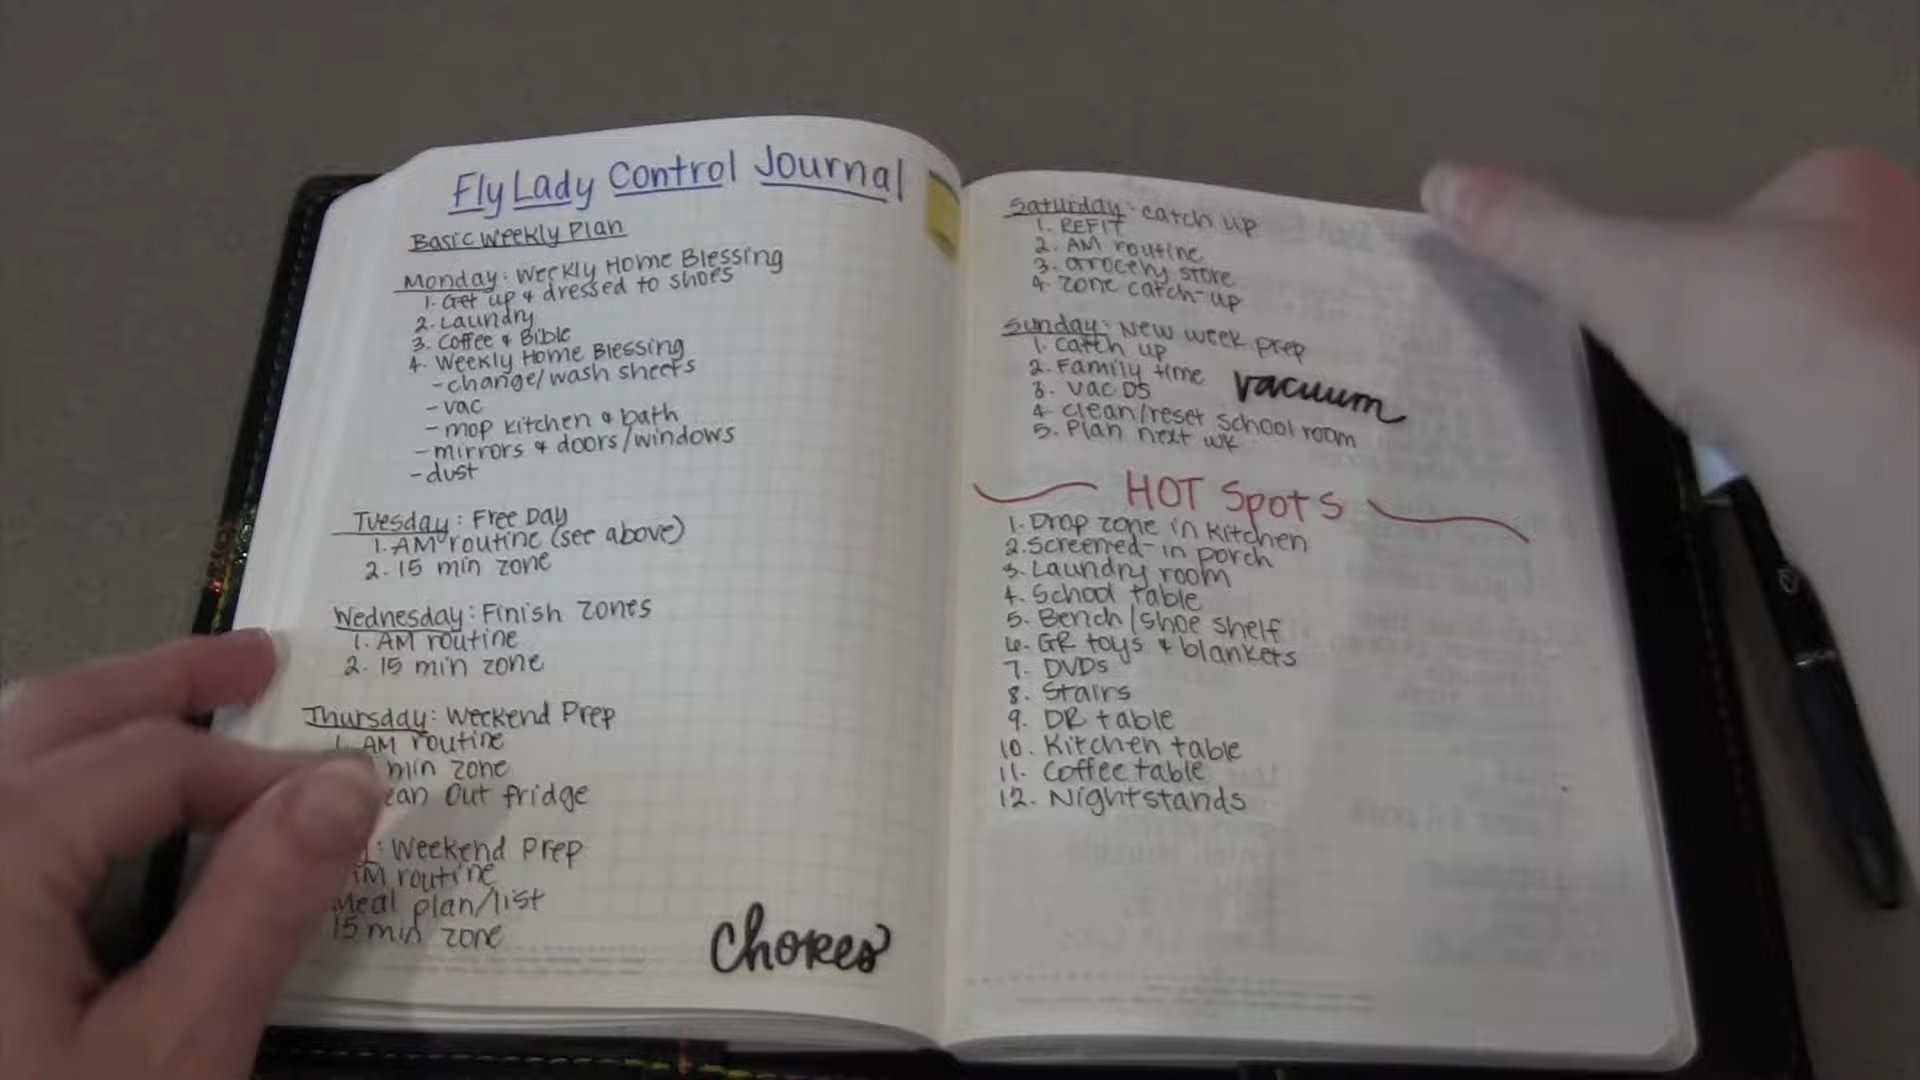 FlyLady Control Journal
Basic Weekly Plan
Monday: Weekly Home Blessing
1. Get up & dressed to shoes
2. Laundry
3. Coffee & Bible
4. Weekly Home Blessing
-change/wash sheets
-vac
-mop kitchen & bath
-mirrors & doors/windows
-dust
Tuesday: Free Day
1. AM routine (see above)
2. 15 min zone
Wednesday: Finish zones
1. AM routine
2. 15 min zone
Thursday: Weekend Prep
1. AM routine
min zone
ean out fridge
: Weekend Prep
AM routine
Meal plan/list
15 min zone
Chores
Saturday: catch up
1. REFIT
2. AM routine
3. Grocery store
4. zone catch-up
Sunday: New week prep
1. Catch up
2. Family time
3. Vac DS
vacuum
4. clean/reset school room
5. Plan next wk
HOT Spots
1. Drop zone in kitchen
2. Screened-in porch
3. Laundry room
4. School table
5. Bench/shoe shelf
6. GR toys & blankets
7. DVDs
8. Stairs
9. DR table
10. Kitchen table
11. Coffee table
12. Nightstands